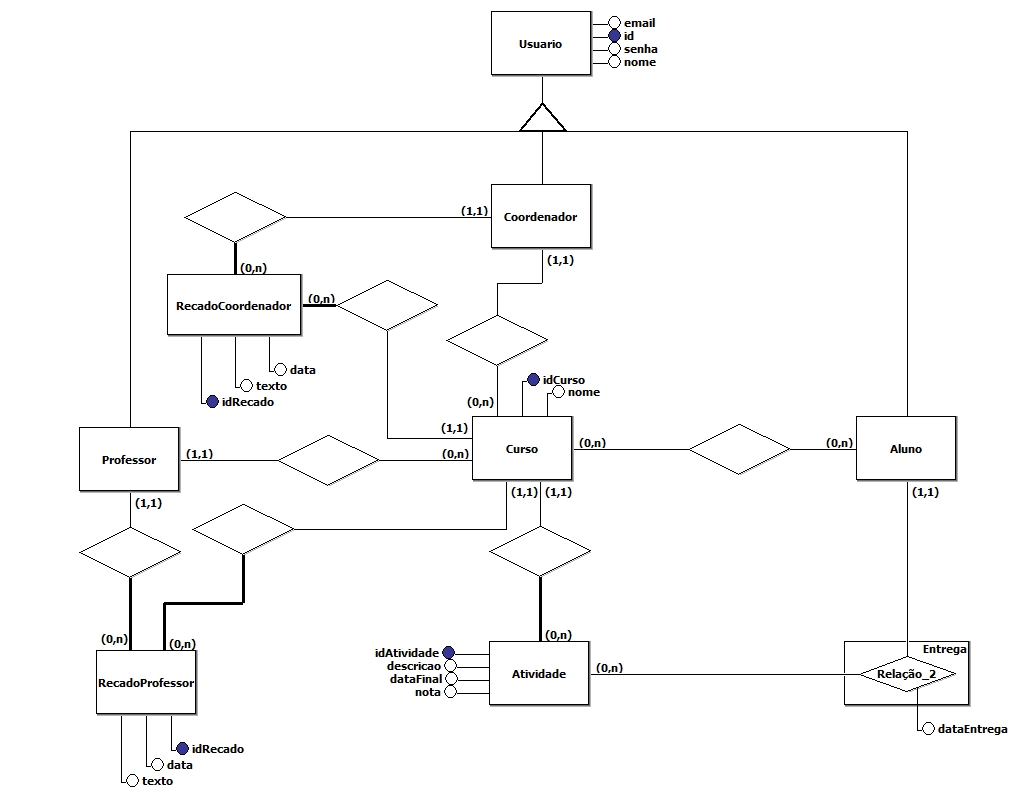 Usuario
email
id
senha
nome
(1,1)
Coordenador
(1,1)
(0,n)
RecadoCoordenador
(0,n)
data
texto
idRecado
idCurso
nome
(0,n)
(1,1)
Professor
(1,1)
(0,n)
Curso
(0,n)
(0,n)
Aluno
(1,1)
(1,1)
(1,1)
(1,1)
(0,n)
(0,n)
RecadoProfessor
idRecado
data
texto
(0,n)
idAtividade
descricao
dataFinal
nota
Atividade
(0,n)
Entrega
Relação_2
dataEntrega